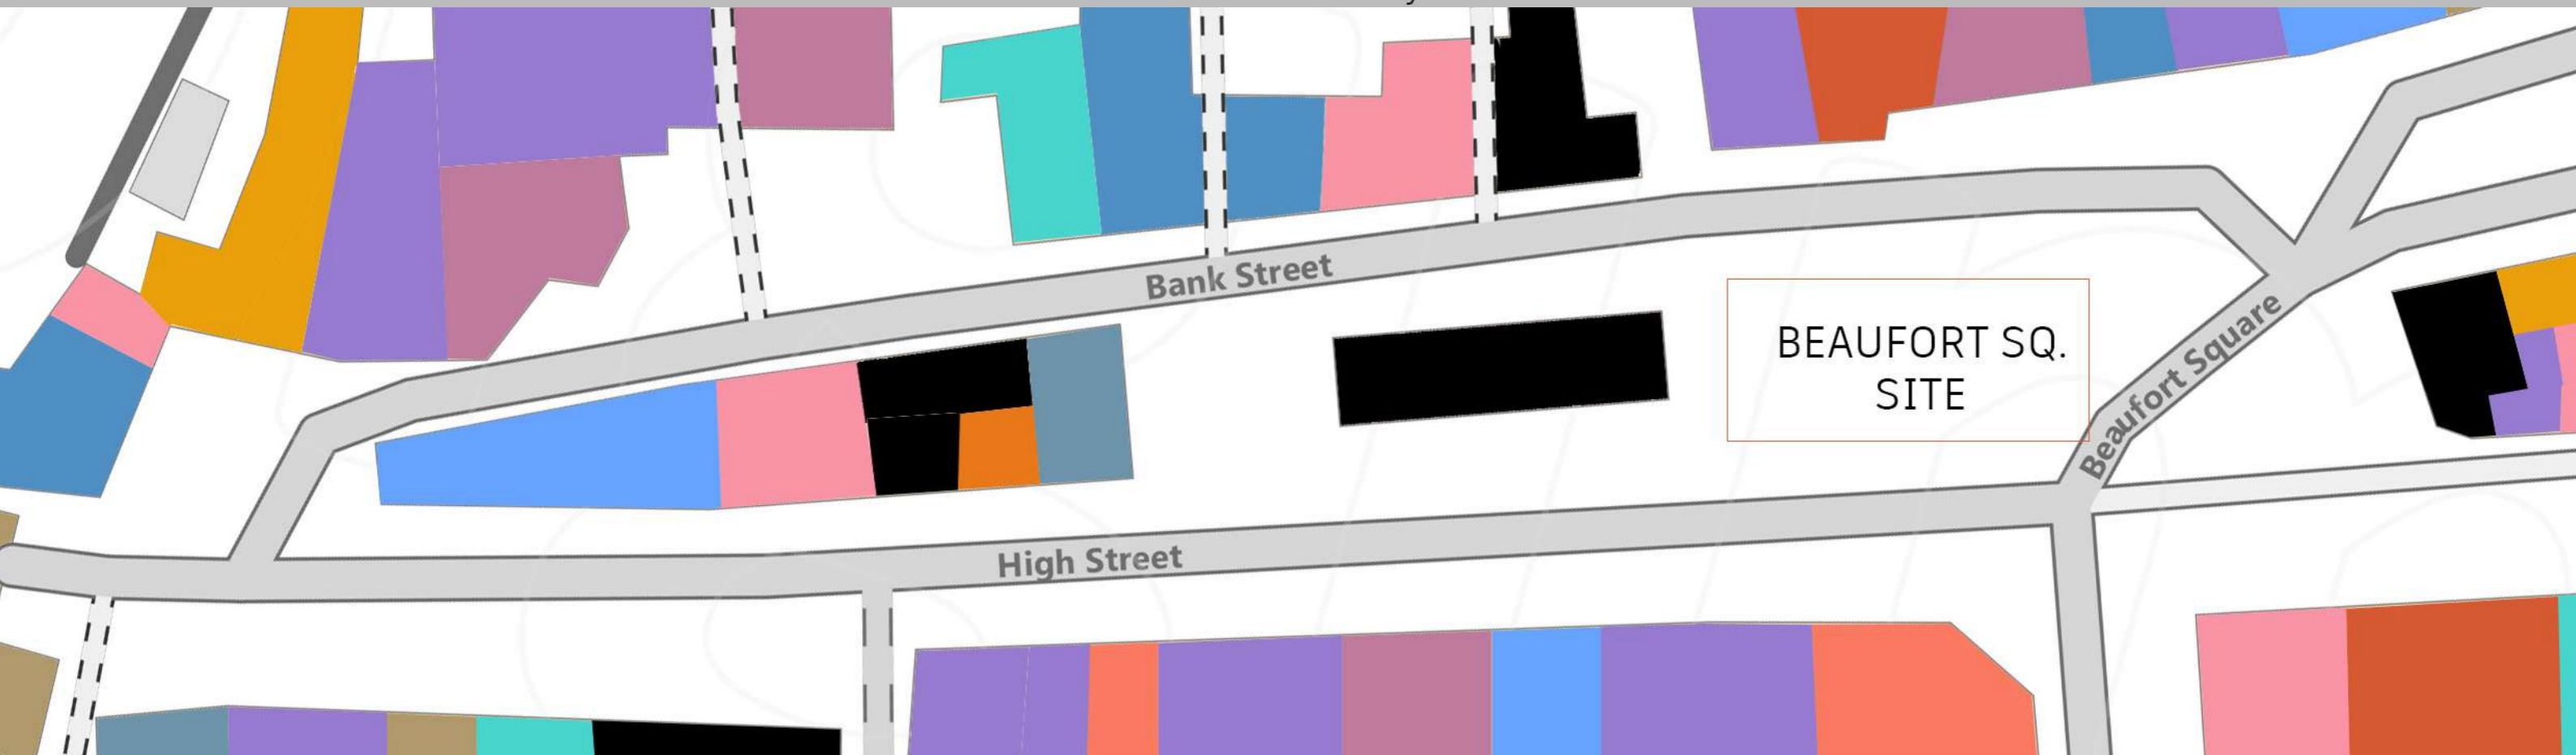 Bank Street
BEAUFORT SQ.
SITE
Beaufort Square
High Street